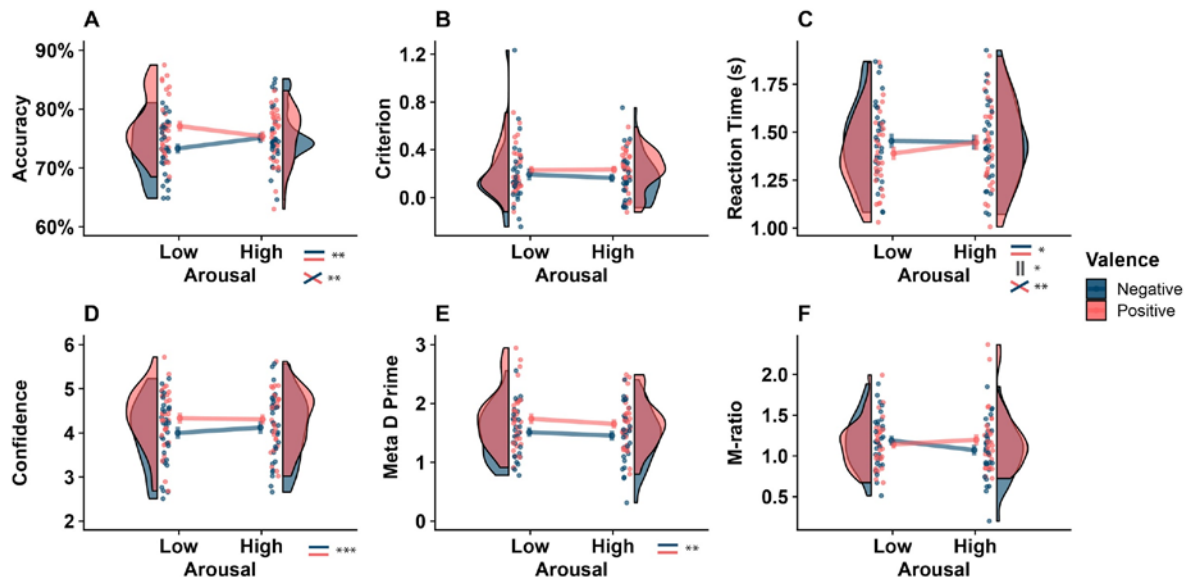 A
Accuracy
90%
80%
70%
60%
Low High
Arousal
**
**
B
Criterion
1.2
0.8
0.4
0.0
Low High
Arousal
C
Reaction Time (s)
1.75
1.50
1.25
1.00
Low High
Arousal
*
*
**
Valence
Negative
Positive
D
Confidence
6
5
4
3
2
Low High
Arousal
***
E
Meta D Prime
3
2
1
0
Low High
Arousal
**
F
M-ratio
2.0
1.5
1.0
0.5
Low High
Arousal